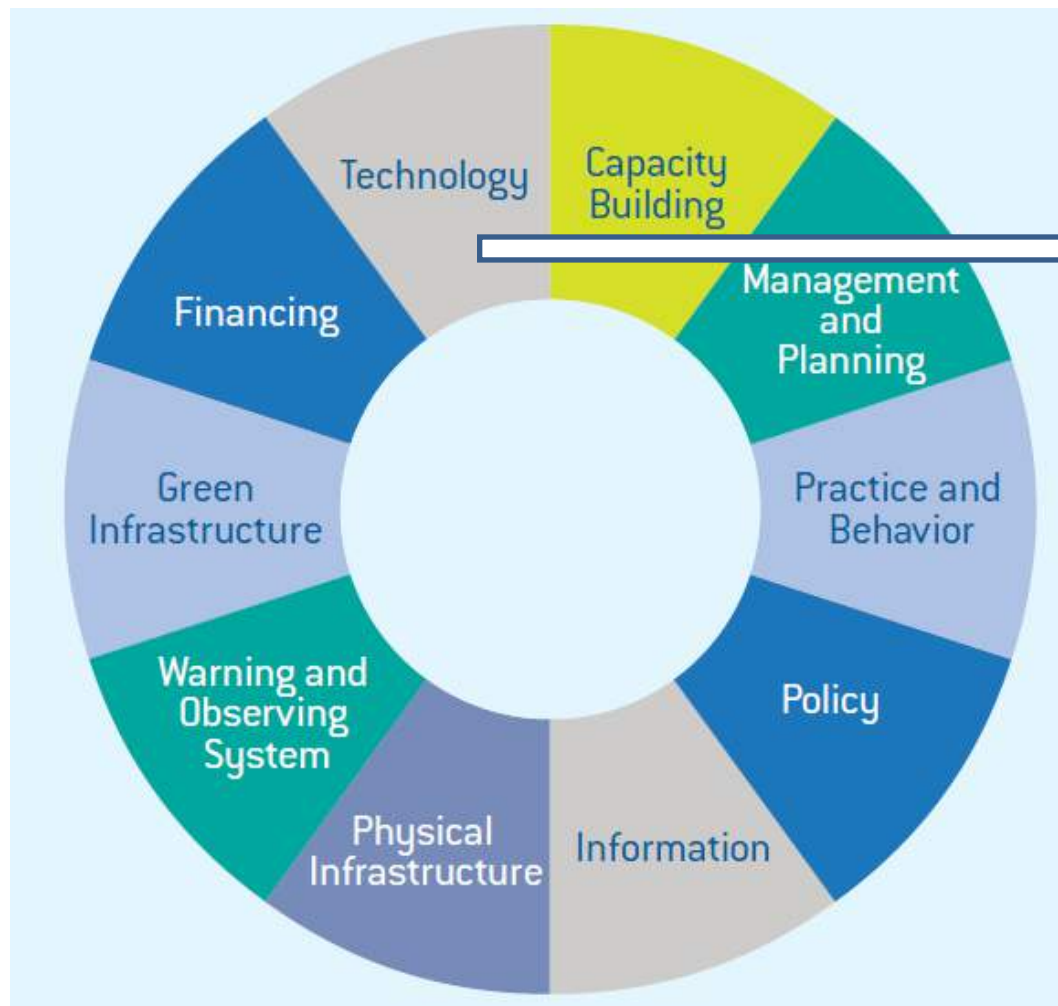 Technology
Capacity
Building
Management
and
Planning
Financing
Green
Infrastructure
Practice and
Behavior
Warning and
Observing
System
Policy
Physical
Infrastructure
Information